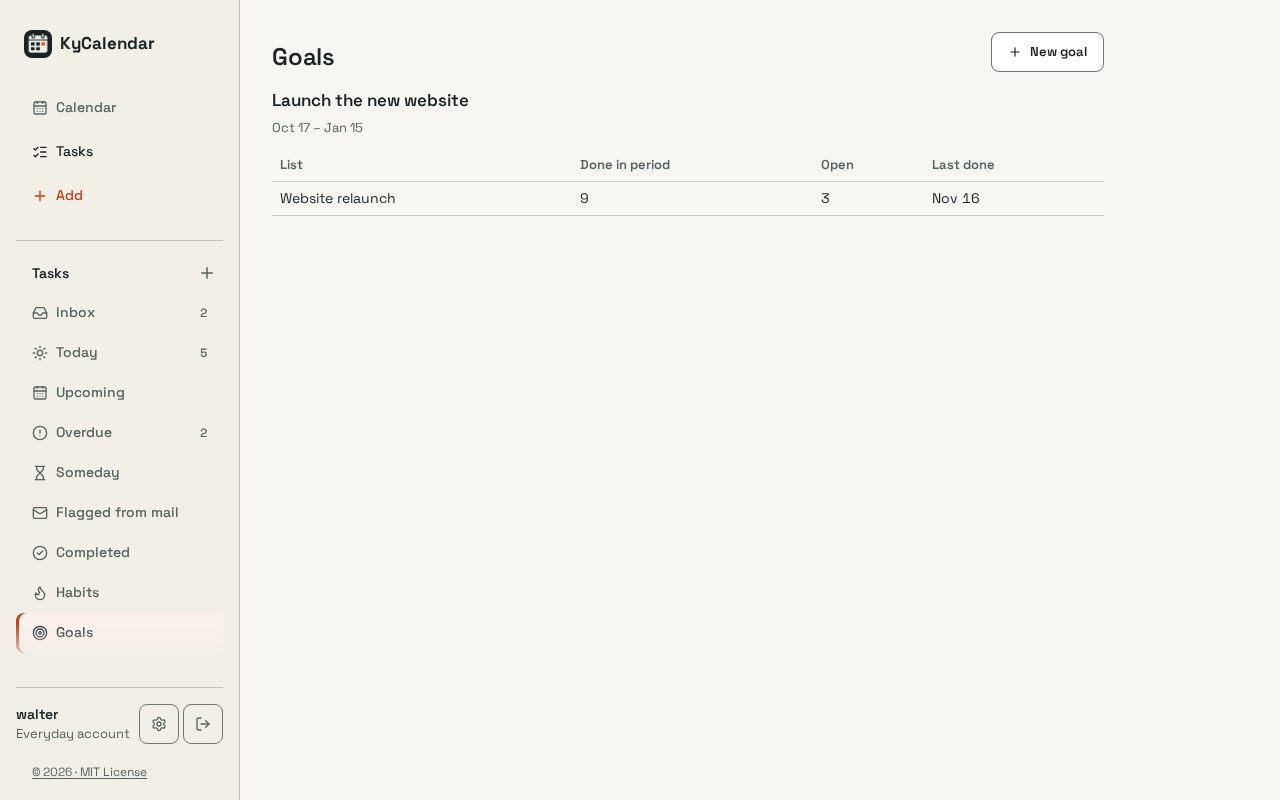 KyCalendar
Calendar
Tasks
Add
Tasks
Inbox 2
Today 5
Upcoming
Overdue 2
Someday
Flagged from mail
Completed
Habits
Goals
walter
Everyday account
© 2026 · MIT License
Goals
New goal
Launch the new website
Oct 17 – Jan 15
List Done in period Open Last done
Website relaunch 9 3 Nov 16